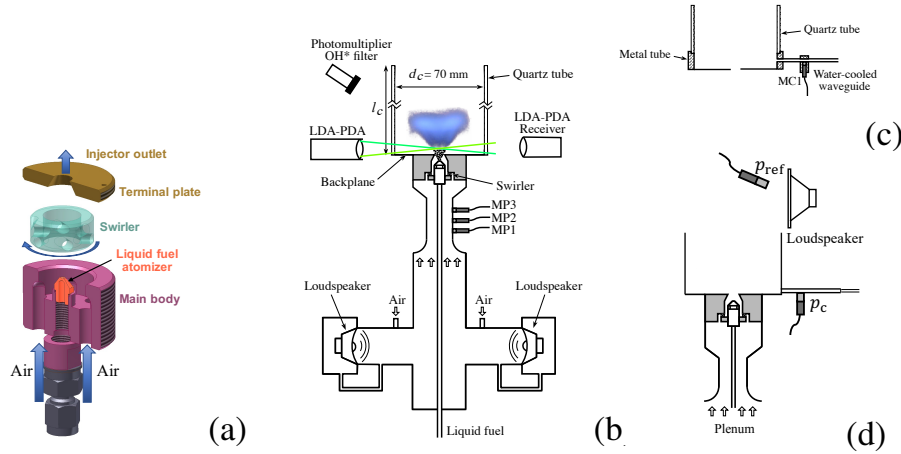 Injector outlet
Terminal plate
Swirler
Liquid fuel
atomizer
Main body
Air
Air
(a)
Photomultiplier
OH* filter
d_c = 70 mm
Quartz tube
l_c
LDA-PDA
LDA-PDA
Receiver
Backplane
Swirler
MP3
MP2
MP1
Loudspeaker
Air
Air
Loudspeaker
Liquid fuel
(b)
Quartz tube
Metal tube
MC1
Water-cooled
waveguide
(c)
p_ref
Loudspeaker
p_c
Plenum
(d)